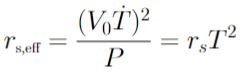 r_{s,eff} = \frac{(V_0 \dot{T})^2}{P} = r_s T^2